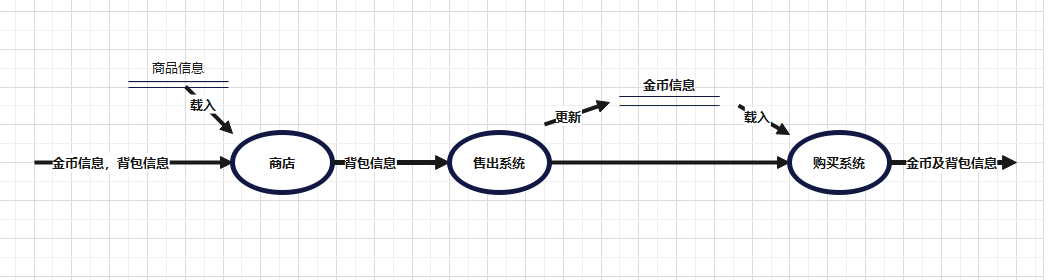 商品信息
金币信息
载入
更新
载入
金币信息，背包信息
商店
背包信息
售出系统
购买系统
金币及背包信息